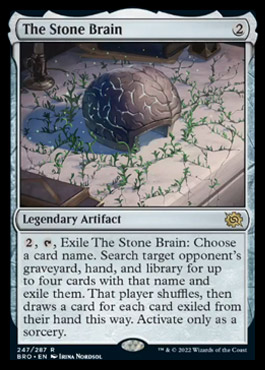 The Stone Brain 2
Legendary Artifact
2, T, Exile The Stone Brain: Choose
a card name. Search target opponent's
graveyard, hand, and library for up
to four cards with that name and
exile them. That player shuffles, then
draws a card for each card exiled from
their hand this way. Activate only as a
sorcery.
247/287 R
BRO • EN Irina Nordsol
™ & © 2022 Wizards of the Coast